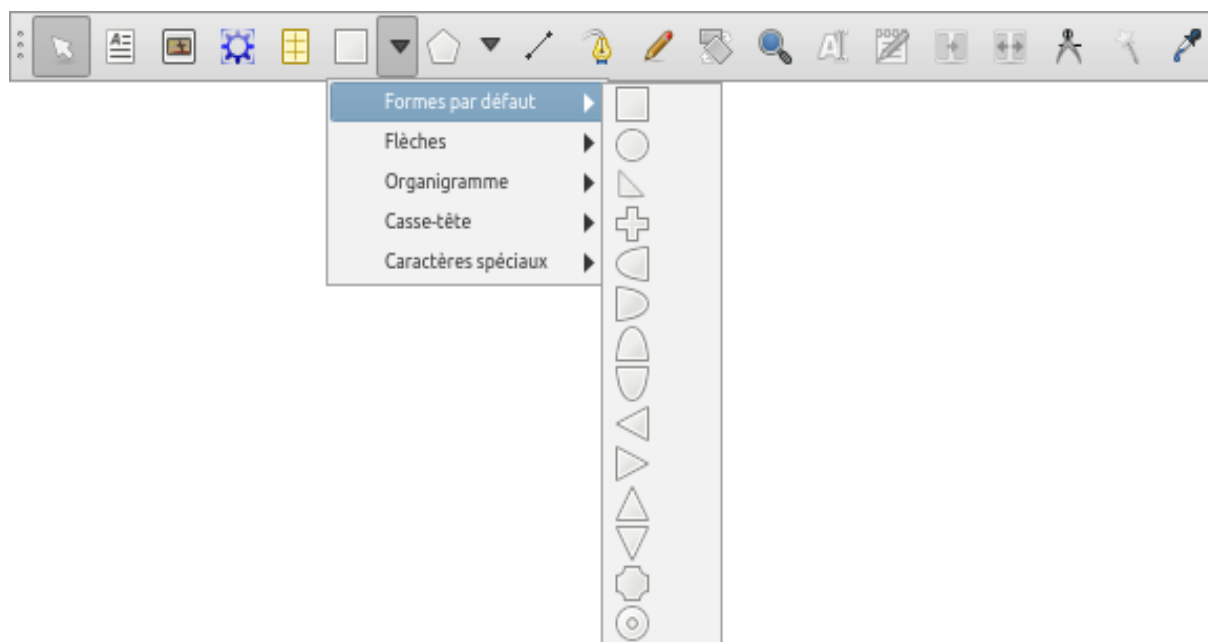 Formes par défaut
Flèches
Organigramme
Casse-tête
Caractères spéciaux